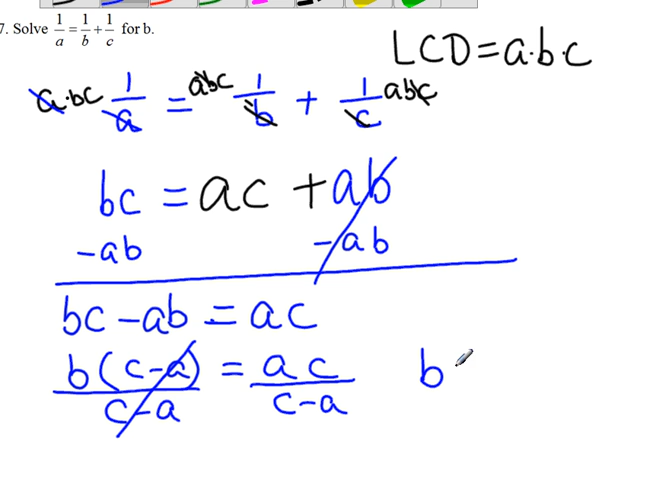 7. Solve 1/a = 1/b + 1/c for b.
LCD = a·b·c
a·bc 1/a = abc 1/b + 1/c abc
bc = ac + ab
-ab -ab
bc - ab = ac
b(c-a)/c-a = ac/c-a b